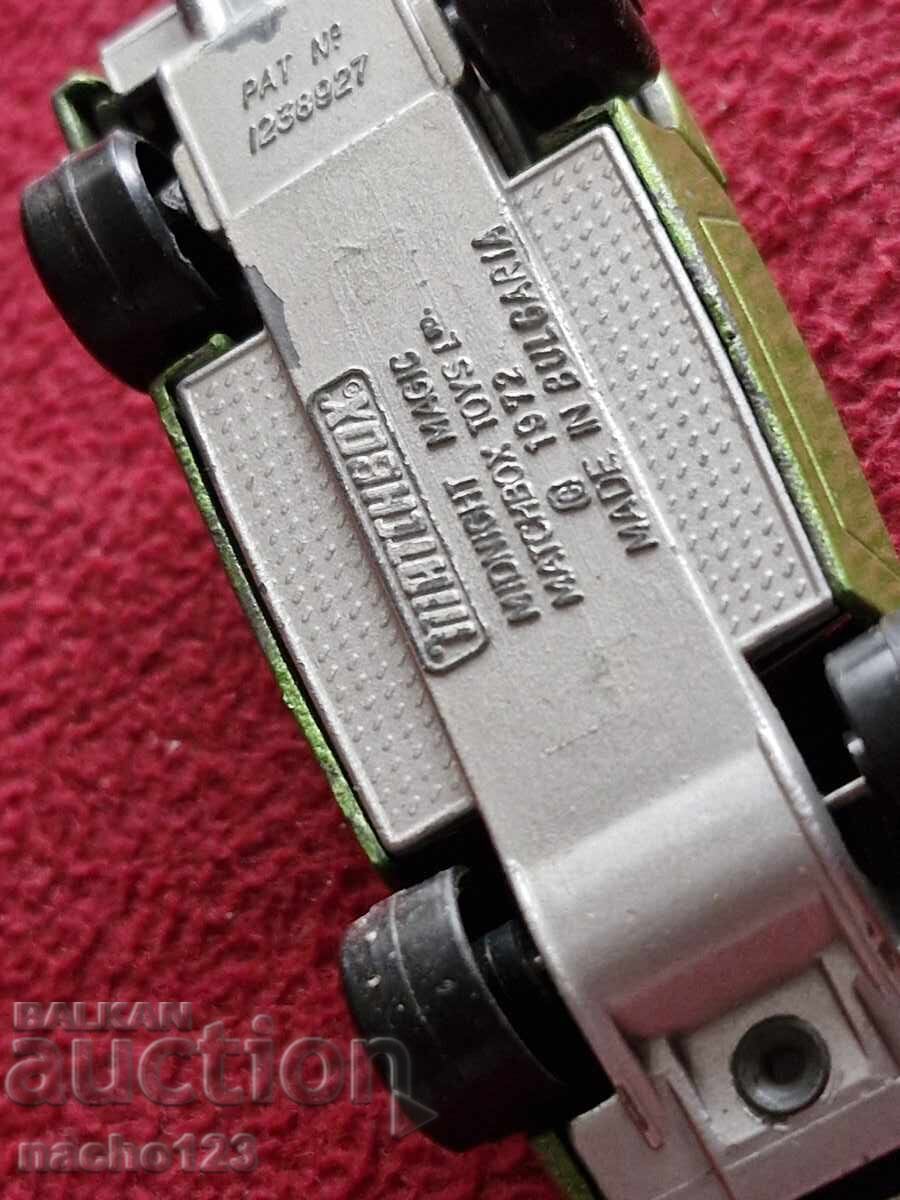 PAT Nº
1238927
MATCHBOX
©
MIDNIGHT MAGIC
MATCHBOX TOYS LTD.
© 1972
MADE IN BULGARIA
BALKAN
auction
nacho123